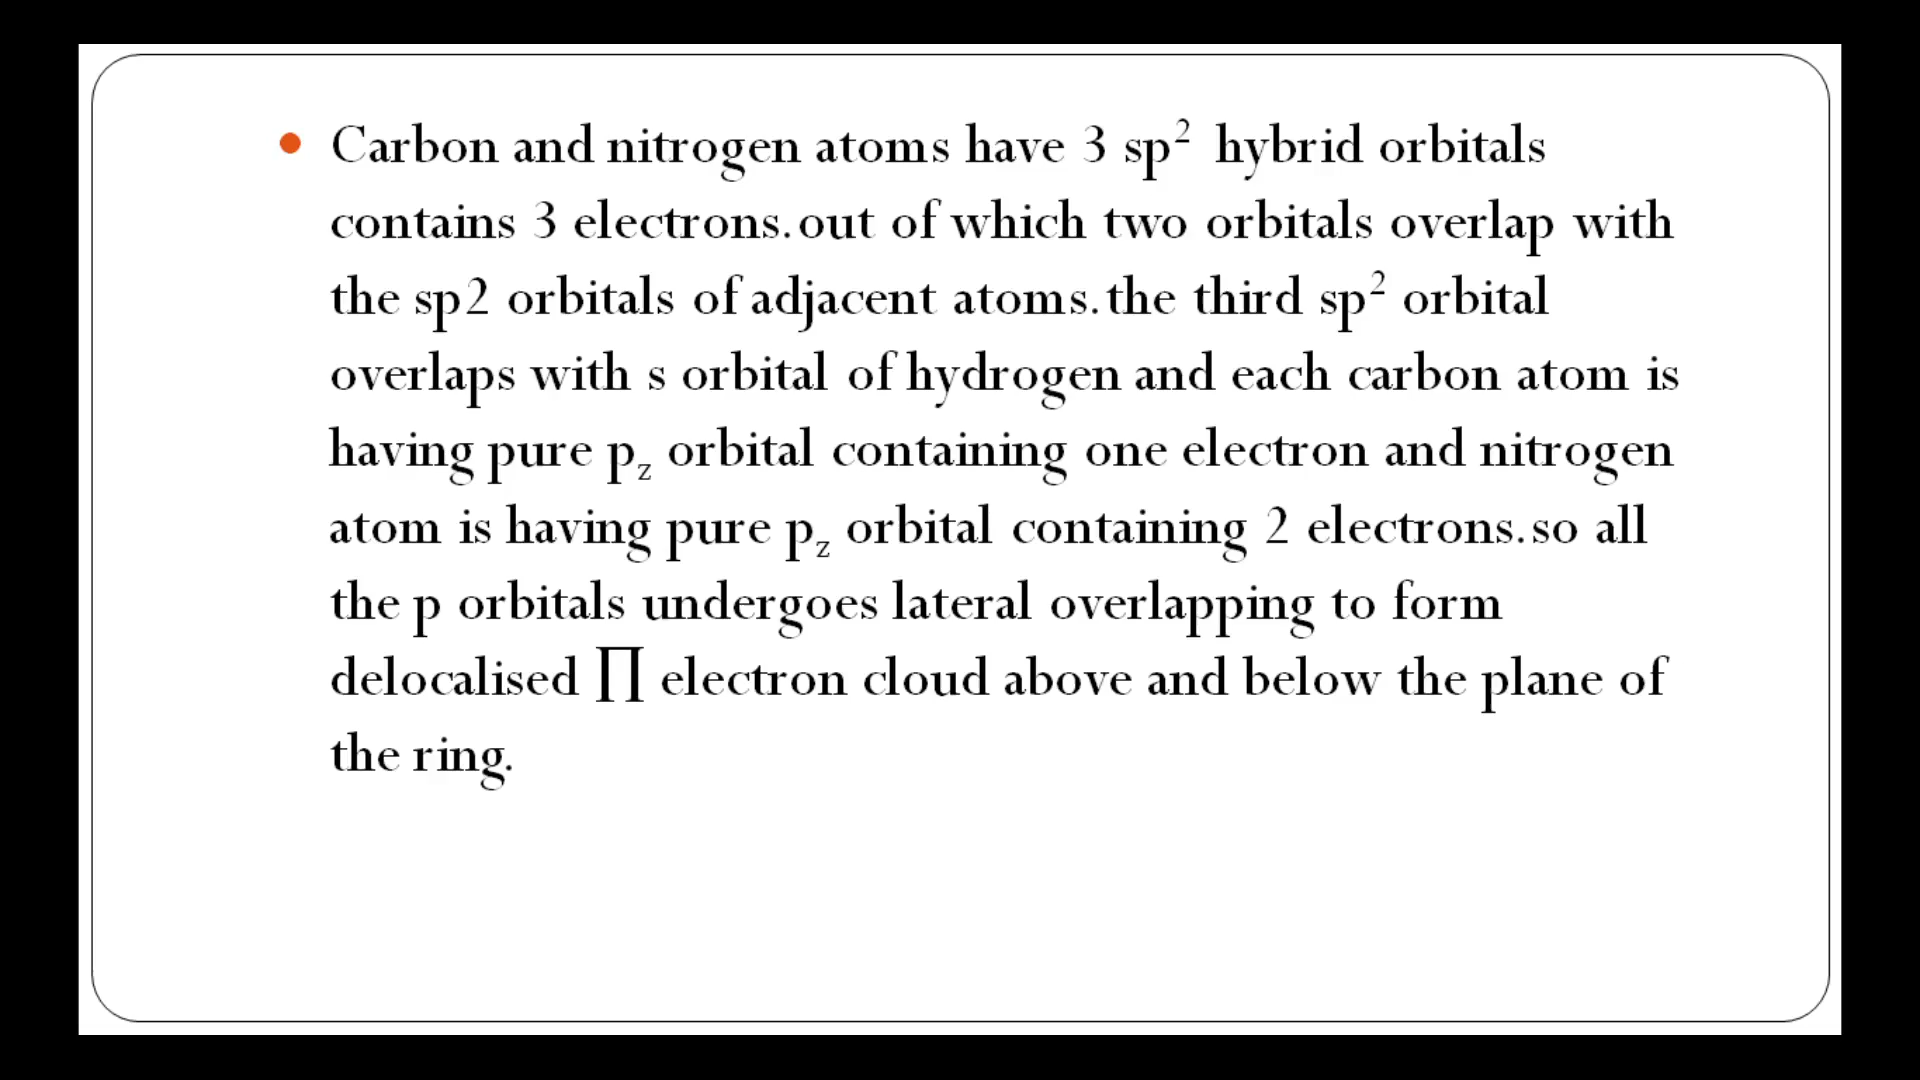 • Carbon and nitrogen atoms have 3 sp² hybrid orbitals
contains 3 electrons.out of which two orbitals overlap with
the sp2 orbitals of adjacent atoms.the third sp² orbital
overlaps with s orbital of hydrogen and each carbon atom is
having pure p_z orbital containing one electron and nitrogen
atom is having pure p_z orbital containing 2 electrons.so all
the p orbitals undergoes lateral overlapping to form
delocalised ∏ electron cloud above and below the plane of
the ring.